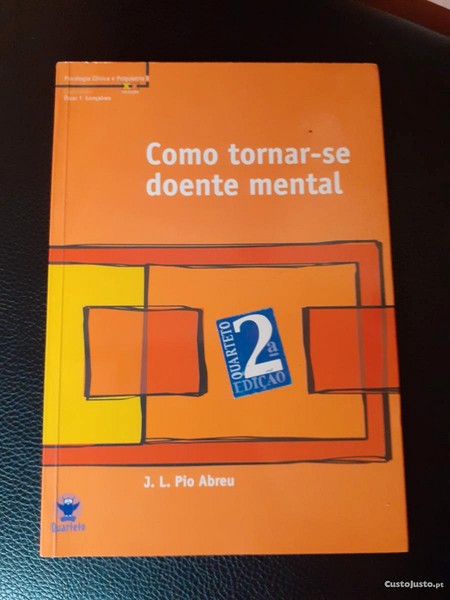 Psicologia Clínica e Psiquiatria
Como tornar-se
doente mental
QUARTETO
2ª
EDIÇÃO
J. L. Pio Abreu
Quarteto
CustoJusto.pt